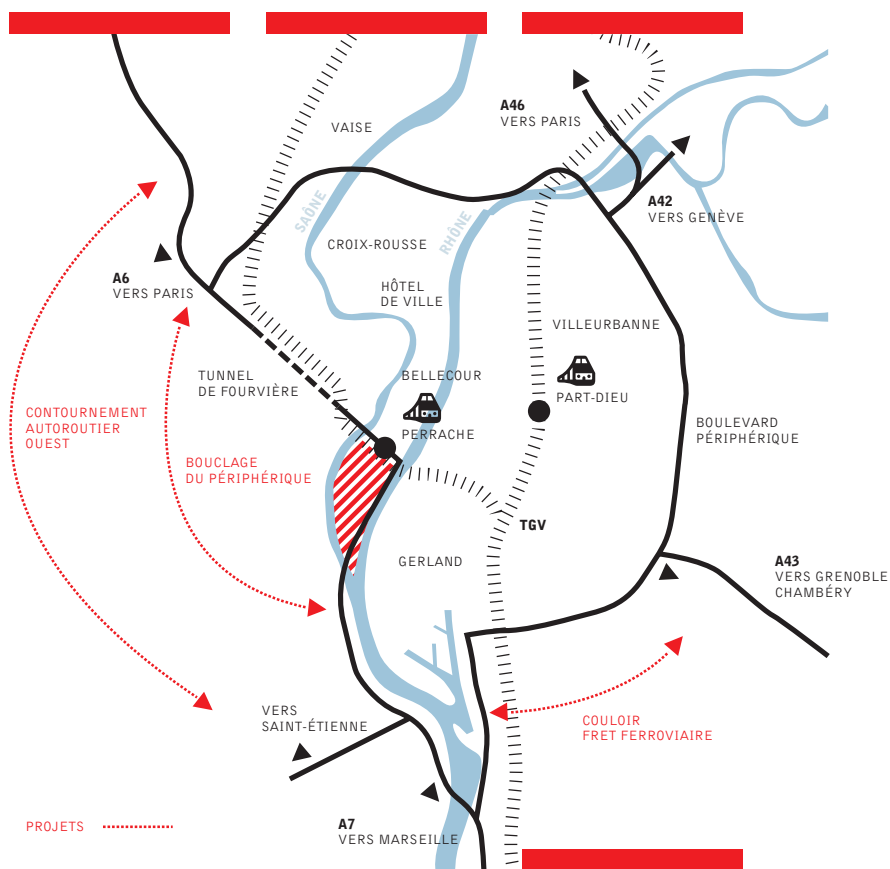 A46
VERS PARIS
VAISE
SAÔNE
RHÔNE
A42
VERS GENÈVE
CROIX-ROUSSE
A6
VERS PARIS
HÔTEL
DE VILLE
VILLEURBANNE
TUNNEL
DE FOURVIÈRE
BELLECOUR
PART-DIEU
CONTOURNEMENT
AUTOROUTIER
OUEST
PERRACHE
BOULEVARD
PÉRIPHÉRIQUE
BOUCLAGE
DU PÉRIPHÉRIQUE
TGV
GERLAND
A43
VERS GRENOBLE
CHAMBÉRY
VERS
SAINT-ÉTIENNE
COULOIR
FRET FERROVIAIRE
PROJETS
A7
VERS MARSEILLE